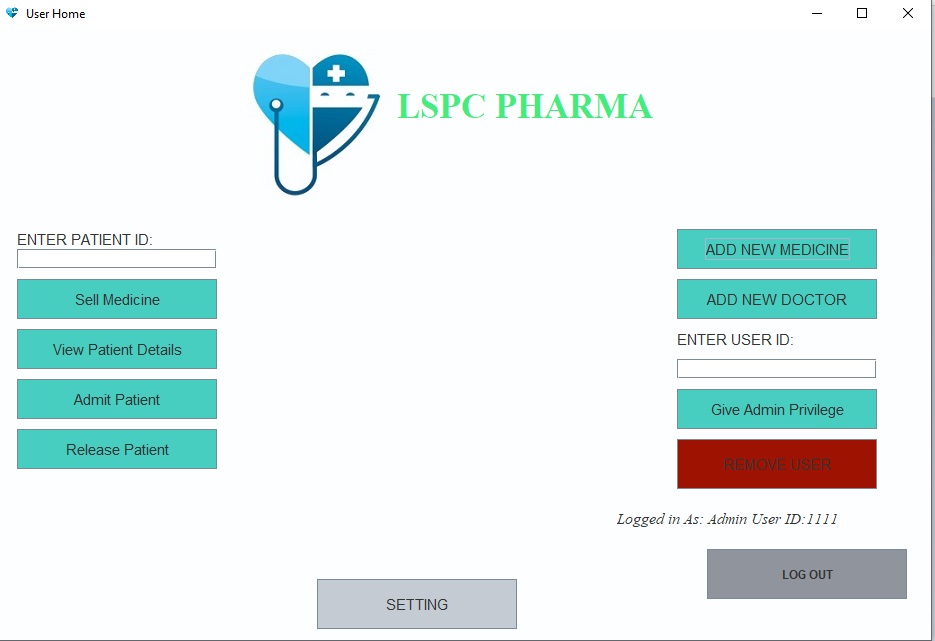 User Home
LSPC PHARMA
ENTER PATIENT ID:
Sell Medicine
View Patient Details
Admit Patient
Release Patient
ADD NEW MEDICINE
ADD NEW DOCTOR
ENTER USER ID:
Give Admin Privilege
REMOVE USER
Logged in As: Admin User ID:1111
LOG OUT
SETTING